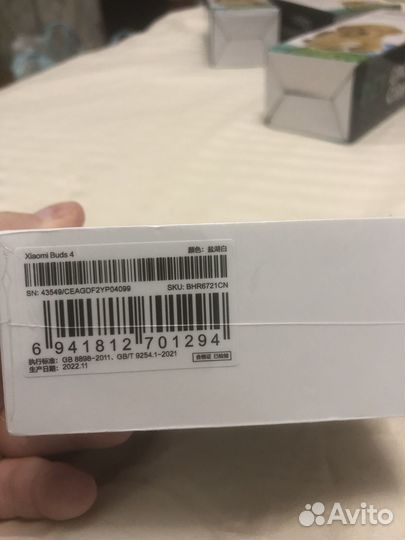 Xiaomi Buds 4 颜色：盐湖白
SN: 43549/CEAGDF2YP04099 SKU: BHR6721CN
6 941812 701294
执行标准：GB 8898-2011、GB/T 9254.1-2021
生产日期：2022.11
合格证 已检验
Avito